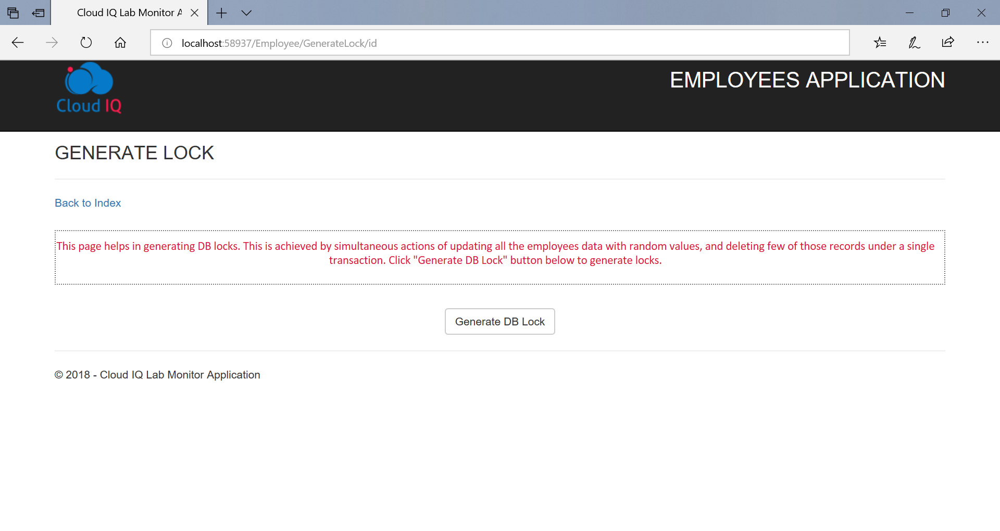 Cloud IQ Lab Monitor A
localhost:58937/Employee/GenerateLock/id
Cloud IQ
EMPLOYEES APPLICATION
GENERATE LOCK
Back to Index
This page helps in generating DB locks. This is achieved by simultaneous actions of updating all the employees data with random values, and deleting few of those records under a single
transaction. Click "Generate DB Lock" button below to generate locks.
Generate DB Lock
© 2018 - Cloud IQ Lab Monitor Application